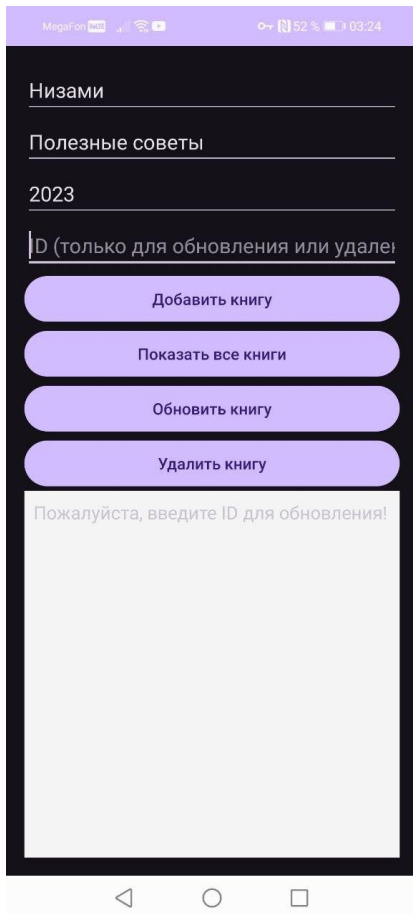 MegaFon VoLTE 52 % 03:24
Низами
Полезные советы
2023
ID (только для обновления или удален
Добавить книгу
Показать все книги
Обновить книгу
Удалить книгу
Пожалуйста, введите ID для обновления!